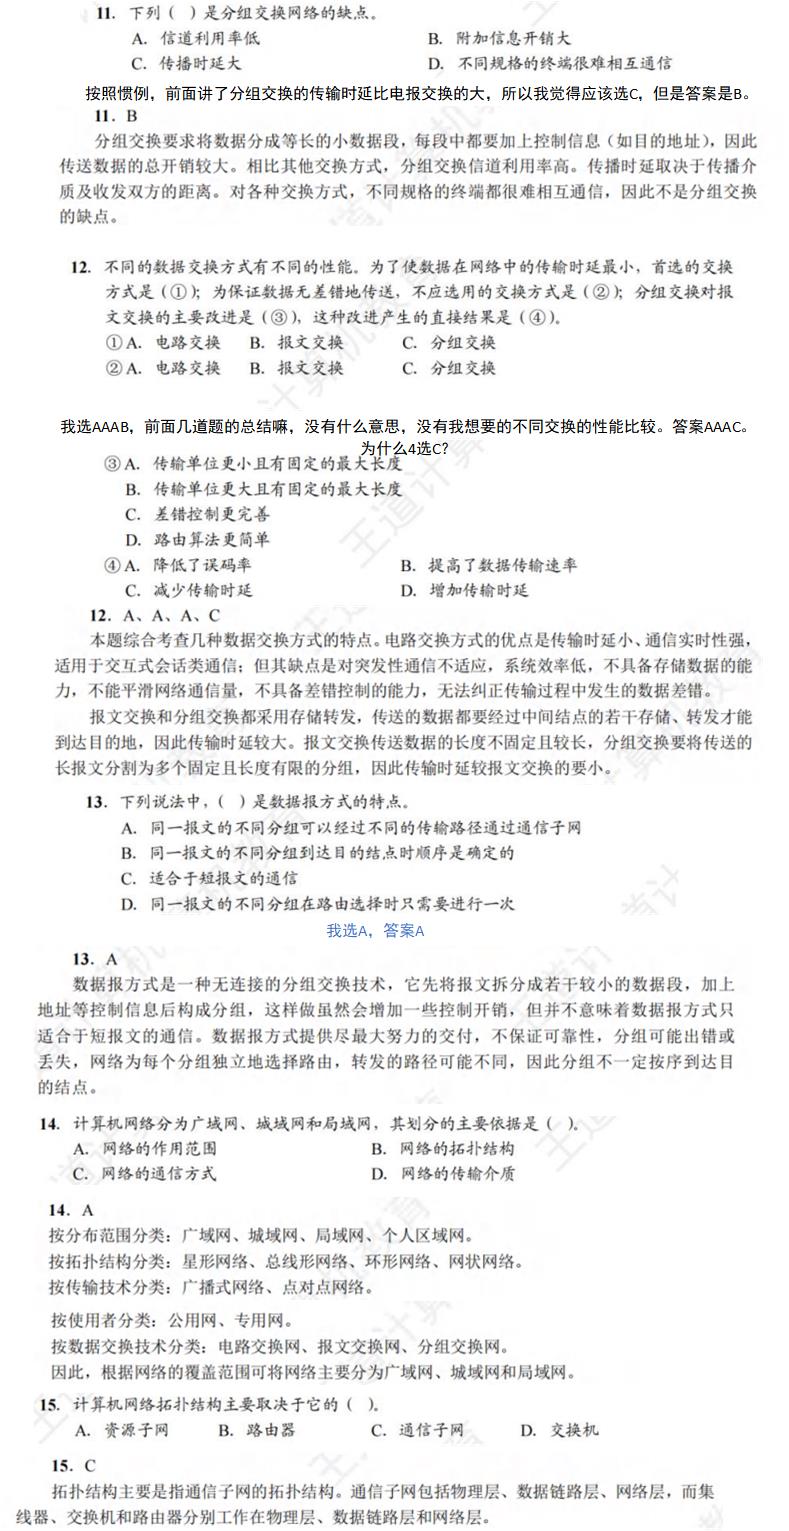 11. 下列（ ）是分组交换网络的缺点。
A. 信道利用率低 B. 附加信息开销大
C. 传播时延大 D. 不同规格的终端很难相互通信
按照惯例，前面讲了分组交换的传输时延比电报交换的大，所以我觉得应该选C，但是答案是B。
11. B
分组交换要求将数据分成等长的小数据段，每段中都要加上控制信息（如目的地址），因此
传送数据的总开销较大。相比其他交换方式，分组交换信道利用率高。传播时延取决于传播介
质及收发双方的距离。对各种交换方式，不同规格的终端都很难相互通信，因此不是分组交换
的缺点。
12. 不同的数据交换方式有不同的性能。为了使数据在网络中的传输时延最小，首选的交换
方式是（①）；为保证数据无差错地传送，不应选用的交换方式是（②）；分组交换对报
文交换的主要改进是（③），这种改进产生的直接结果是（④）。
① A. 电路交换 B. 报文交换 C. 分组交换
② A. 电路交换 B. 报文交换 C. 分组交换
我选AAAB，前面几道题的总结嘛，没有什么意思，没有我想要的不同交换的性能比较。答案AAAC。
为什么4选C?
③ A. 传输单位更小且有固定的最大长度
B. 传输单位更大且有固定的最大长度
C. 差错控制更完善
D. 路由算法更简单
④ A. 降低了误码率 B. 提高了数据传输速率
C. 减少传输时延 D. 增加传输时延
12. A、A、A、C
本题综合考查几种数据交换方式的特点。电路交换方式的优点是传输时延小、通信实时性强，
适用于交互式会话类通信；但其缺点是对突发性通信不适应，系统效率低，不具备存储数据的能
力，不能平滑网络通信量，不具备差错控制的能力，无法纠正传输过程中发生的数据差错。
报文交换和分组交换都采用存储转发，传送的数据都要经过中间结点的若干存储、转发才能
到达目的地，因此传输时延较大。报文交换传送数据的长度不固定且较长，分组交换要将传送的
长报文分割为多个固定且长度有限的分组，因此传输时延较报文交换的要小。
13. 下列说法中，（ ）是数据报方式的特点。
A. 同一报文的不同分组可以经过不同的传输路径通过通信子网
B. 同一报文的不同分组到达目的结点时顺序是确定的
C. 适合于短报文的通信
D. 同一报文的不同分组在路由选择时只需要进行一次
我选A，答案A
13. A
数据报方式是一种无连接的分组交换技术，它先将报文拆分成若干较小的数据段，加上
地址等控制信息后构成分组，这样做虽然会增加一些控制开销，但并不意味着数据报方式只
适合于短报文的通信。数据报方式提供尽最大努力的交付，不保证可靠性，分组可能出错或
丢失，网络为每个分组独立地选择路由，转发的路径可能不同，因此分组不一定按序到达目
的结点。
14. 计算机网络分为广域网、城域网和局域网，其划分的主要依据是（ ）。
A. 网络的作用范围 B. 网络的拓扑结构
C. 网络的通信方式 D. 网络的传输介质
14. A
按分布范围分类：广域网、城域网、局域网、个人区域网。
按拓扑结构分类：星形网络、总线形网络、环形网络、网状网络。
按传输技术分类：广播式网络、点对点网络。
按使用者分类：公用网、专用网。
按数据交换技术分类：电路交换网、报文交换网、分组交换网。
因此，根据网络的覆盖范围可将网络主要分为广域网、城域网和局域网。
15. 计算机网络拓扑结构主要取决于它的（ ）。
A. 资源子网 B. 路由器 C. 通信子网 D. 交换机
15. C
拓扑结构主要是指通信子网的拓扑结构。通信子网包括物理层、数据链路层、网络层，而集
线器、交换机和路由器分别工作在物理层、数据链路层和网络层。